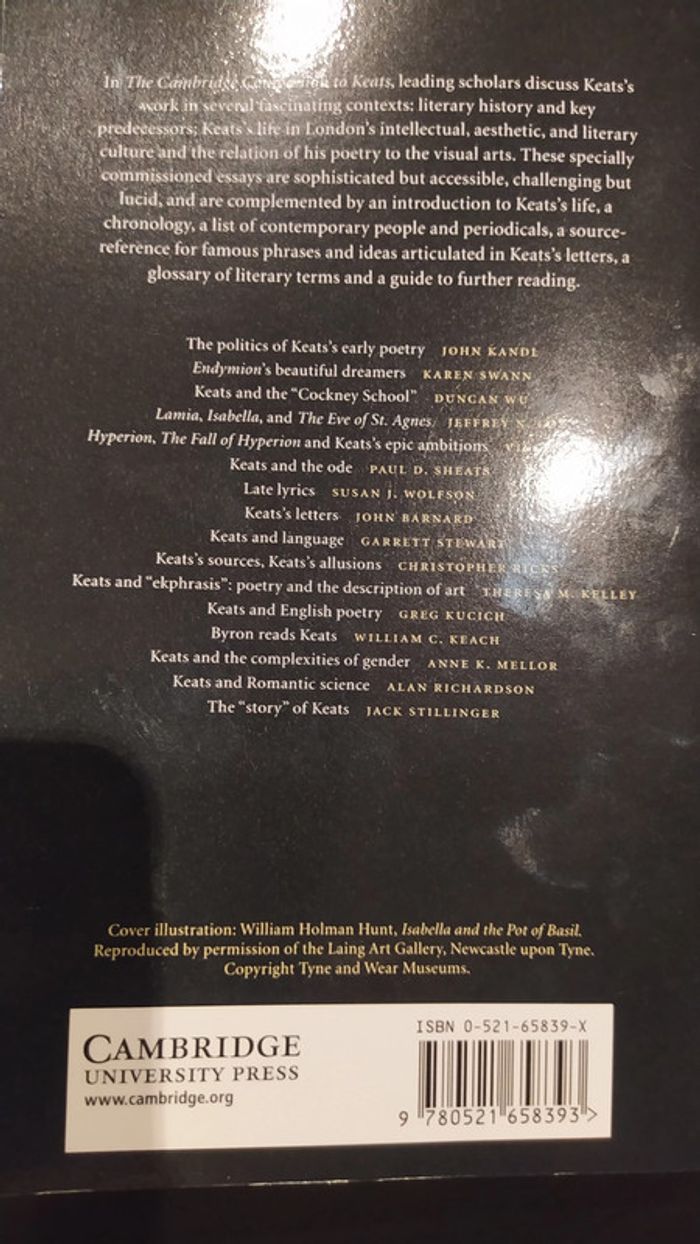 In The Cambridge Companion to Keats, leading scholars discuss Keats's
work in several fascinating contexts: literary history and key
predecessors; Keats's life in London's intellectual, aesthetic, and literary
culture and the relation of his poetry to the visual arts. These specially
commissioned essays are sophisticated but accessible, challenging but
lucid, and are complemented by an introduction to Keats's life, a
chronology, a list of contemporary people and periodicals, a source-
reference for famous phrases and ideas articulated in Keats's letters, a
glossary of literary terms and a guide to further reading.
The politics of Keats's early poetry JOHN KANDL
Endymion's beautiful dreamers KAREN SWANN
Keats and the "Cockney School" DUNCAN WU
Lamia, Isabella, and The Eve of St. Agnes JEFFREY N.
Hyperion, The Fall of Hyperion and Keats's epic ambitions
Keats and the ode PAUL D. SHEATS
Late lyrics SUSAN J. WOLFSON
Keats's letters JOHN BARNARD
Keats and language GARRETT STEWART
Keats's sources, Keats's allusions CHRISTOPHER RICKS
Keats and "ekphrasis": poetry and the description of art THERESA M. KELLEY
Keats and English poetry GREG KUCICH
Byron reads Keats WILLIAM C. KEACH
Keats and the complexities of gender ANNE K. MELLOR
Keats and Romantic science ALAN RICHARDSON
The "story" of Keats JACK STILLINGER
Cover illustration: William Holman Hunt, Isabella and the Pot of Basil.
Reproduced by permission of the Laing Art Gallery, Newcastle upon Tyne.
Copyright Tyne and Wear Museums.
CAMBRIDGE
UNIVERSITY PRESS
www.cambridge.org
ISBN 0-521-65839-X
9 780521 658393 >